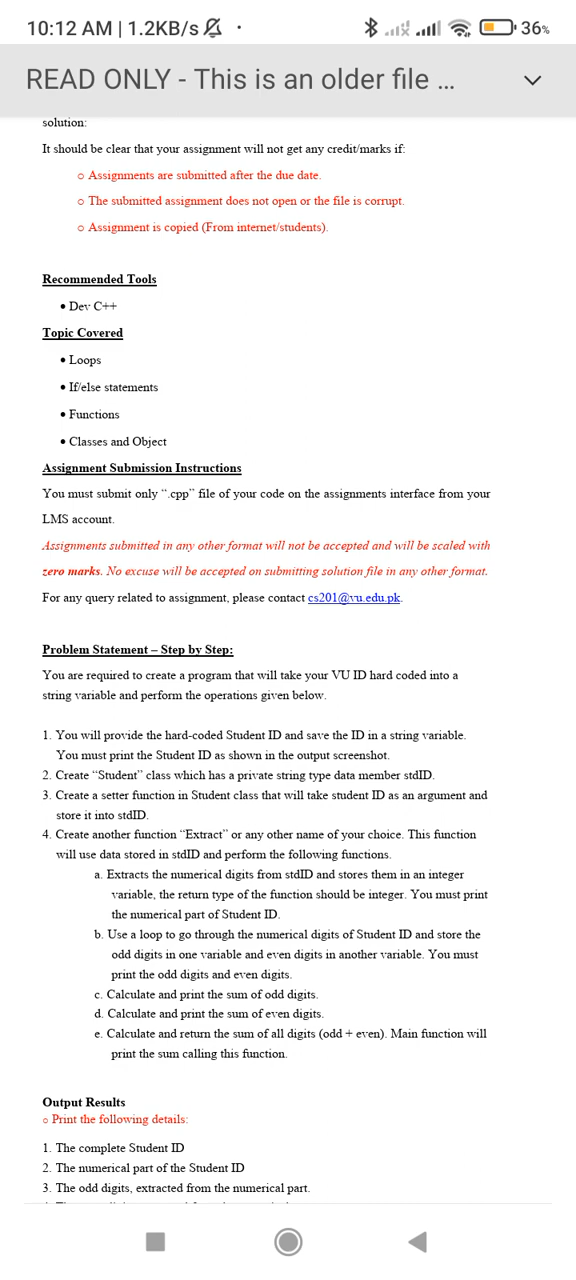 10:12 AM | 1.2KB/s
36%
READ ONLY - This is an older file ...
solution:
It should be clear that your assignment will not get any credit/marks if:
o Assignments are submitted after the due date.
o The submitted assignment does not open or the file is corrupt.
o Assignment is copied (From internet/students).
Recommended Tools
• Dev C++
Topic Covered
• Loops
• If/else statements
• Functions
• Classes and Object
Assignment Submission Instructions
You must submit only “.cpp” file of your code on the assignments interface from your
LMS account.
Assignments submitted in any other format will not be accepted and will be scaled with
zero marks. No excuse will be accepted on submitting solution file in any other format.
For any query related to assignment, please contact cs201@vu.edu.pk.
Problem Statement – Step by Step:
You are required to create a program that will take your VU ID hard coded into a
string variable and perform the operations given below.
1. You will provide the hard-coded Student ID and save the ID in a string variable.
You must print the Student ID as shown in the output screenshot.
2. Create “Student” class which has a private string type data member stdID.
3. Create a setter function in Student class that will take student ID as an argument and
store it into stdID.
4. Create another function “Extract” or any other name of your choice. This function
will use data stored in stdID and perform the following functions.
a. Extracts the numerical digits from stdID and stores them in an integer
variable, the return type of the function should be integer. You must print
the numerical part of Student ID.
b. Use a loop to go through the numerical digits of Student ID and store the
odd digits in one variable and even digits in another variable. You must
print the odd digits and even digits.
c. Calculate and print the sum of odd digits.
d. Calculate and print the sum of even digits.
e. Calculate and return the sum of all digits (odd + even). Main function will
print the sum calling this function.
Output Results
o Print the following details:
1. The complete Student ID
2. The numerical part of the Student ID
3. The odd digits, extracted from the numerical part.